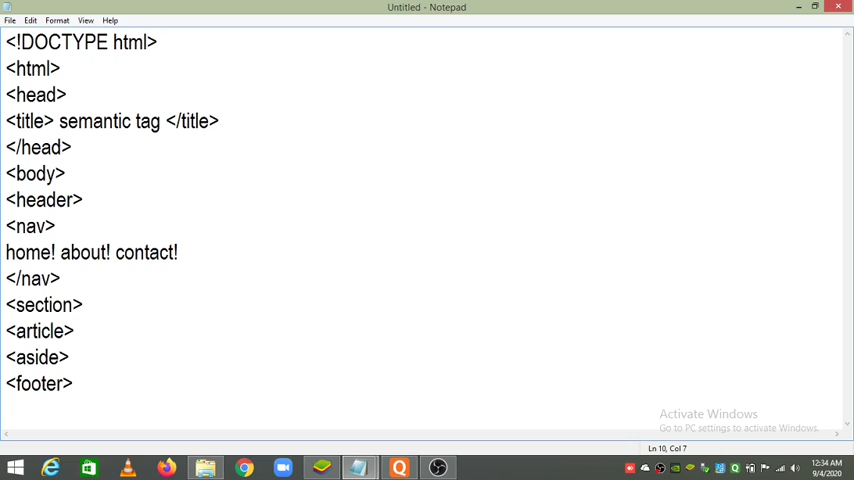 Untitled - Notepad
File Edit Format View Help
<!DOCTYPE html>
<html>
<head>
<title> semantic tag </title>
</head>
<body>
<header>
<nav>
home! about! contact!
</nav>
<section>
<article>
<aside>
<footer>
Activate Windows
Go to PC settings to activate Windows.
Ln 10, Col 7
12:34 AM
9/4/2020